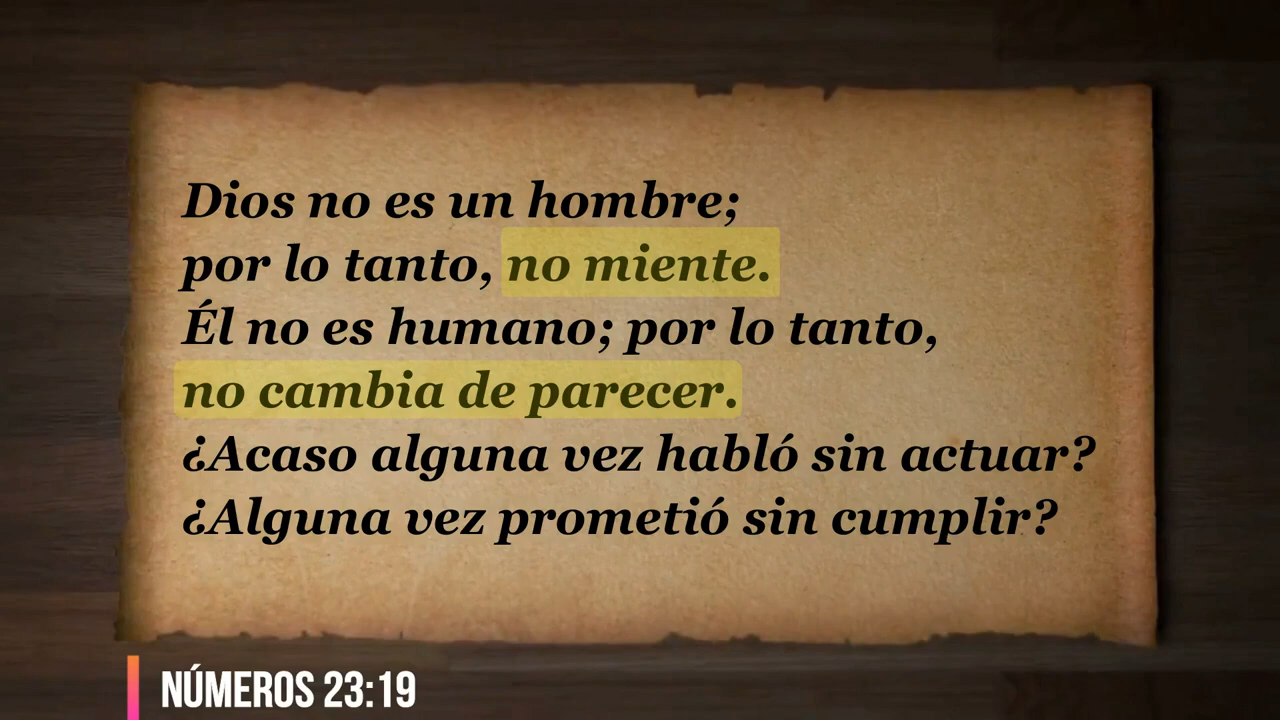 Dios no es un hombre;
por lo tanto, no miente.
Él no es humano; por lo tanto,
no cambia de parecer.
¿Acaso alguna vez habló sin actuar?
¿Alguna vez prometió sin cumplir?
NÚMEROS 23:19